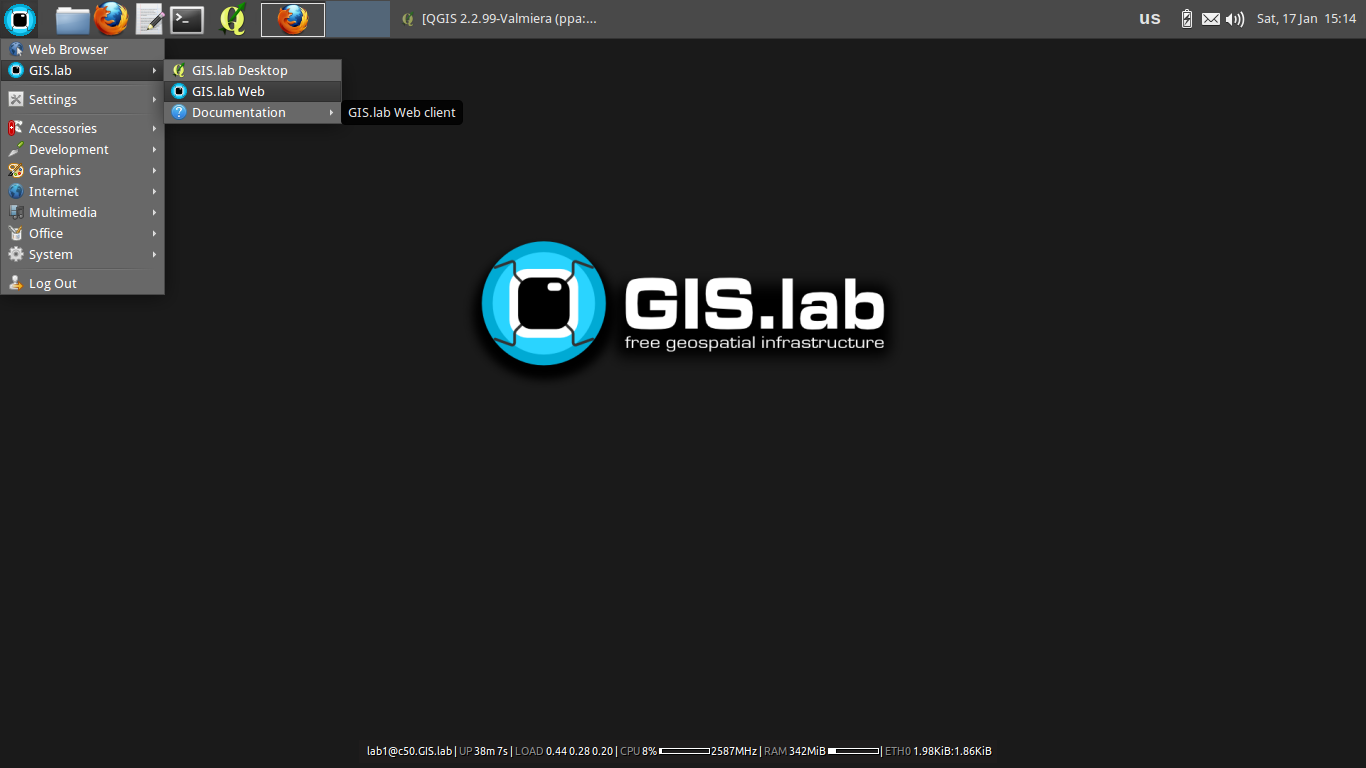 [QGIS 2.2.99-Valmiera (ppa:...
us
Sat, 17 Jan 15:14
Web Browser
GIS.lab
Settings
Accessories
Development
Graphics
Internet
Multimedia
Office
System
Log Out
GIS.lab Desktop
GIS.lab Web
Documentation
GIS.lab Web client
GIS.lab
free geospatial infrastructure
lab1@c50.GIS.lab | UP 38m 7s | LOAD 0.44 0.28 0.20 | CPU 8% 2587MHz | RAM 342MiB | ETH0 1.98KiB:1.86KiB